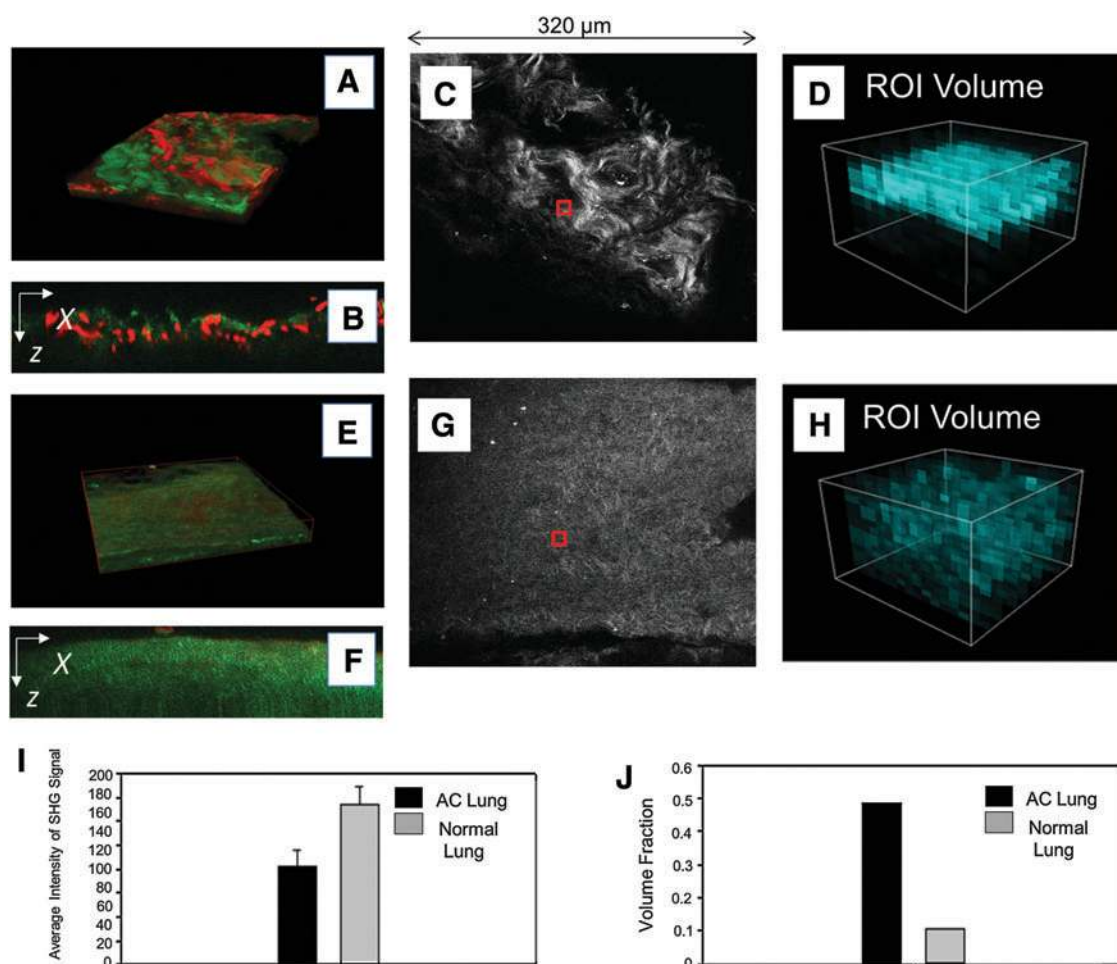 320 µm
A
C
D
ROI Volume
X
z
B
E
G
H
ROI Volume
X
z
F
I
Average Intensity of SHG Signal
200
180
160
140
120
100
80
60
40
20
0
AC Lung
Normal
Lung
J
Volume Fraction
0.6
0.5
0.4
0.3
0.2
0.1
0
AC Lung
Normal
Lung